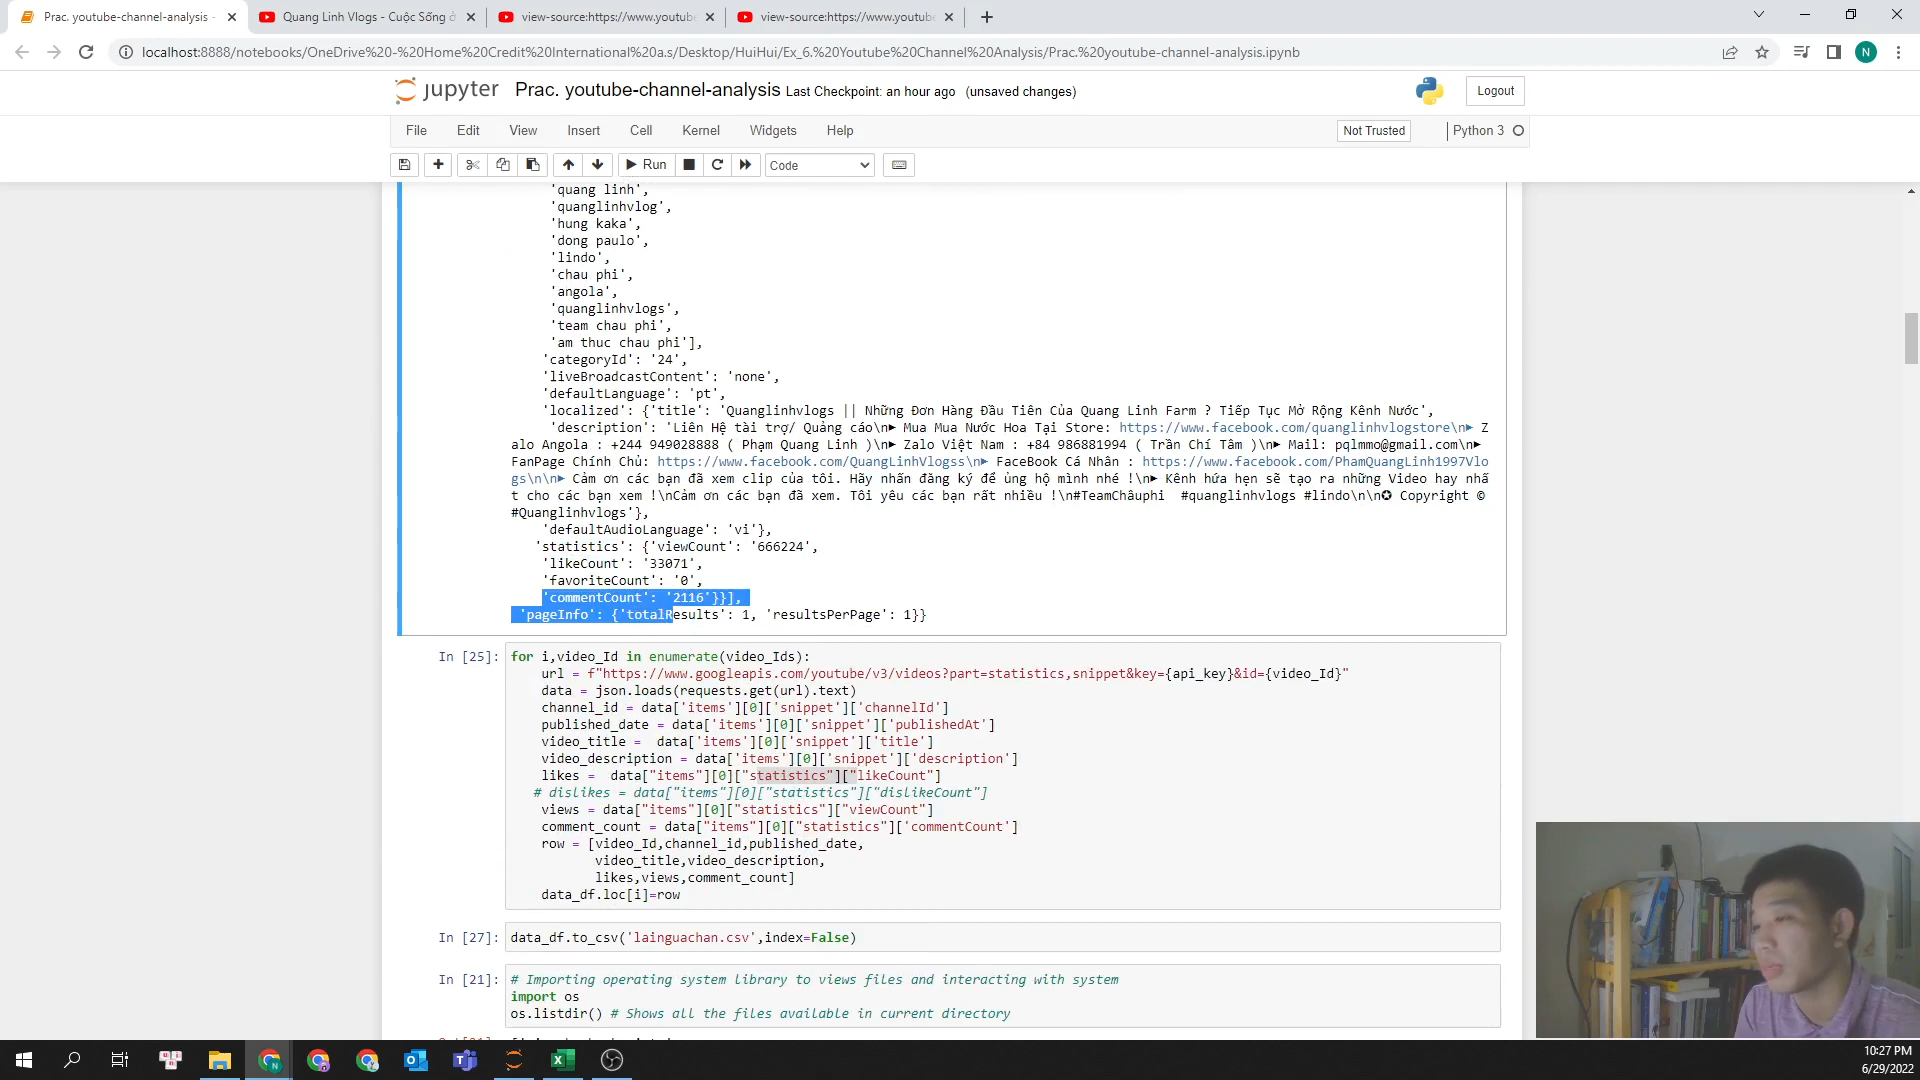 Prac. youtube-channel-analysis -
Quang Linh Vlogs - Cuộc Sống ở
view-source:https://www.youtube
view-source:https://www.youtube
localhost:8888/notebooks/OneDrive%20-%20Home%20Credit%20International%20a.s/Desktop/HuiHui/Ex_6.%20Youtube%20Channel%20Analysis/Prac.%20youtube-channel-analysis.ipynb
N
jupyter Prac. youtube-channel-analysis Last Checkpoint: an hour ago (unsaved changes)
Logout
File Edit View Insert Cell Kernel Widgets Help
Not Trusted
Python 3
Run
Code
'quang linh',
'quanglinhvlog',
'hung kaka',
'dong paulo',
'lindo',
'chau phi',
'angola',
'quanglinhvlogs',
'team chau phi',
'am thuc chau phi'],
'categoryId': '24',
'liveBroadcastContent': 'none',
'defaultLanguage': 'pt',
'localized': {'title': 'Quanglinhvlogs || Những Đơn Hàng Đầu Tiên Của Quang Linh Farm ? Tiếp Tục Mở Rộng Kênh Nước',
'description': 'Liên Hệ tài trợ/ Quảng cáo\n► Mua Mua Nước Hoa Tại Store: https://www.facebook.com/quanglinhvlogstore\n► Z
alo Angola : +244 949028888 ( Phạm Quang Linh )\n► Zalo Việt Nam : +84 986881994 ( Trần Chí Tâm )\n► Mail: pqlmmo@gmail.com\n►
FanPage Chính Chủ: https://www.facebook.com/QuangLinhVlogss\n► FaceBook Cá Nhân : https://www.facebook.com/PhamQuangLinh1997Vlo
gs\n\n► Cảm ơn các bạn đã xem clip của tôi. Hãy nhấn đăng ký để ủng hộ mình nhé !\n► Kênh hứa hẹn sẽ tạo ra những Video hay nhấ
t cho các bạn xem !\nCảm ơn các bạn đã xem. Tôi yêu các bạn rất nhiều !\n#TeamChâuphi  #quanglinhvlogs #lindo\n\n✪ Copyright ©
#Quanglinhvlogs'},
'defaultAudioLanguage': 'vi'},
'statistics': {'viewCount': '666224',
'likeCount': '33071',
'favoriteCount': '0',
'commentCount': '2116'}}],
'pageInfo': {'totalResults': 1, 'resultsPerPage': 1}}
In [25]: for i,video_Id in enumerate(video_Ids):
url = f"https://www.googleapis.com/youtube/v3/videos?part=statistics,snippet&key={api_key}&id={video_Id}"
data = json.loads(requests.get(url).text)
channel_id = data['items'][0]['snippet']['channelId']
published_date = data['items'][0]['snippet']['publishedAt']
video_title =  data['items'][0]['snippet']['title']
video_description = data['items'][0]['snippet']['description']
likes =  data["items"][0]["statistics"]["likeCount"]
# dislikes = data["items"][0]["statistics"]["dislikeCount"]
views = data["items"][0]["statistics"]["viewCount"]
comment_count = data["items"][0]["statistics"]['commentCount']
row = [video_Id,channel_id,published_date,
video_title,video_description,
likes,views,comment_count]
data_df.loc[i]=row
In [27]: data_df.to_csv('lainguachan.csv',index=False)
In [21]: # Importing operating system library to views files and interacting with system
import os
os.listdir() # Shows all the files available in current directory
10:27 PM
6/29/2022